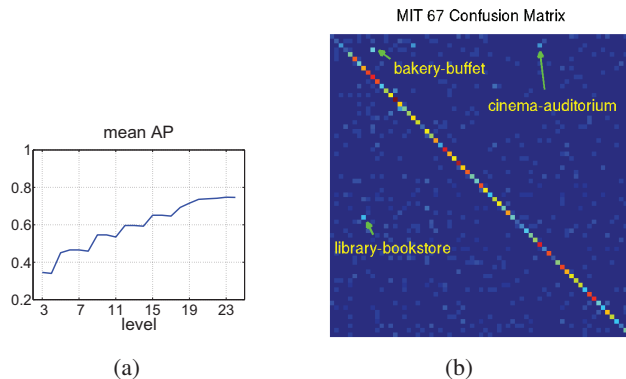 mean AP
1
0.8
0.6
0.4
0.2
3 7 11 15 19 23
level
(a)
MIT 67 Confusion Matrix
bakery-buffet
cinema-auditorium
library-bookstore
(b)